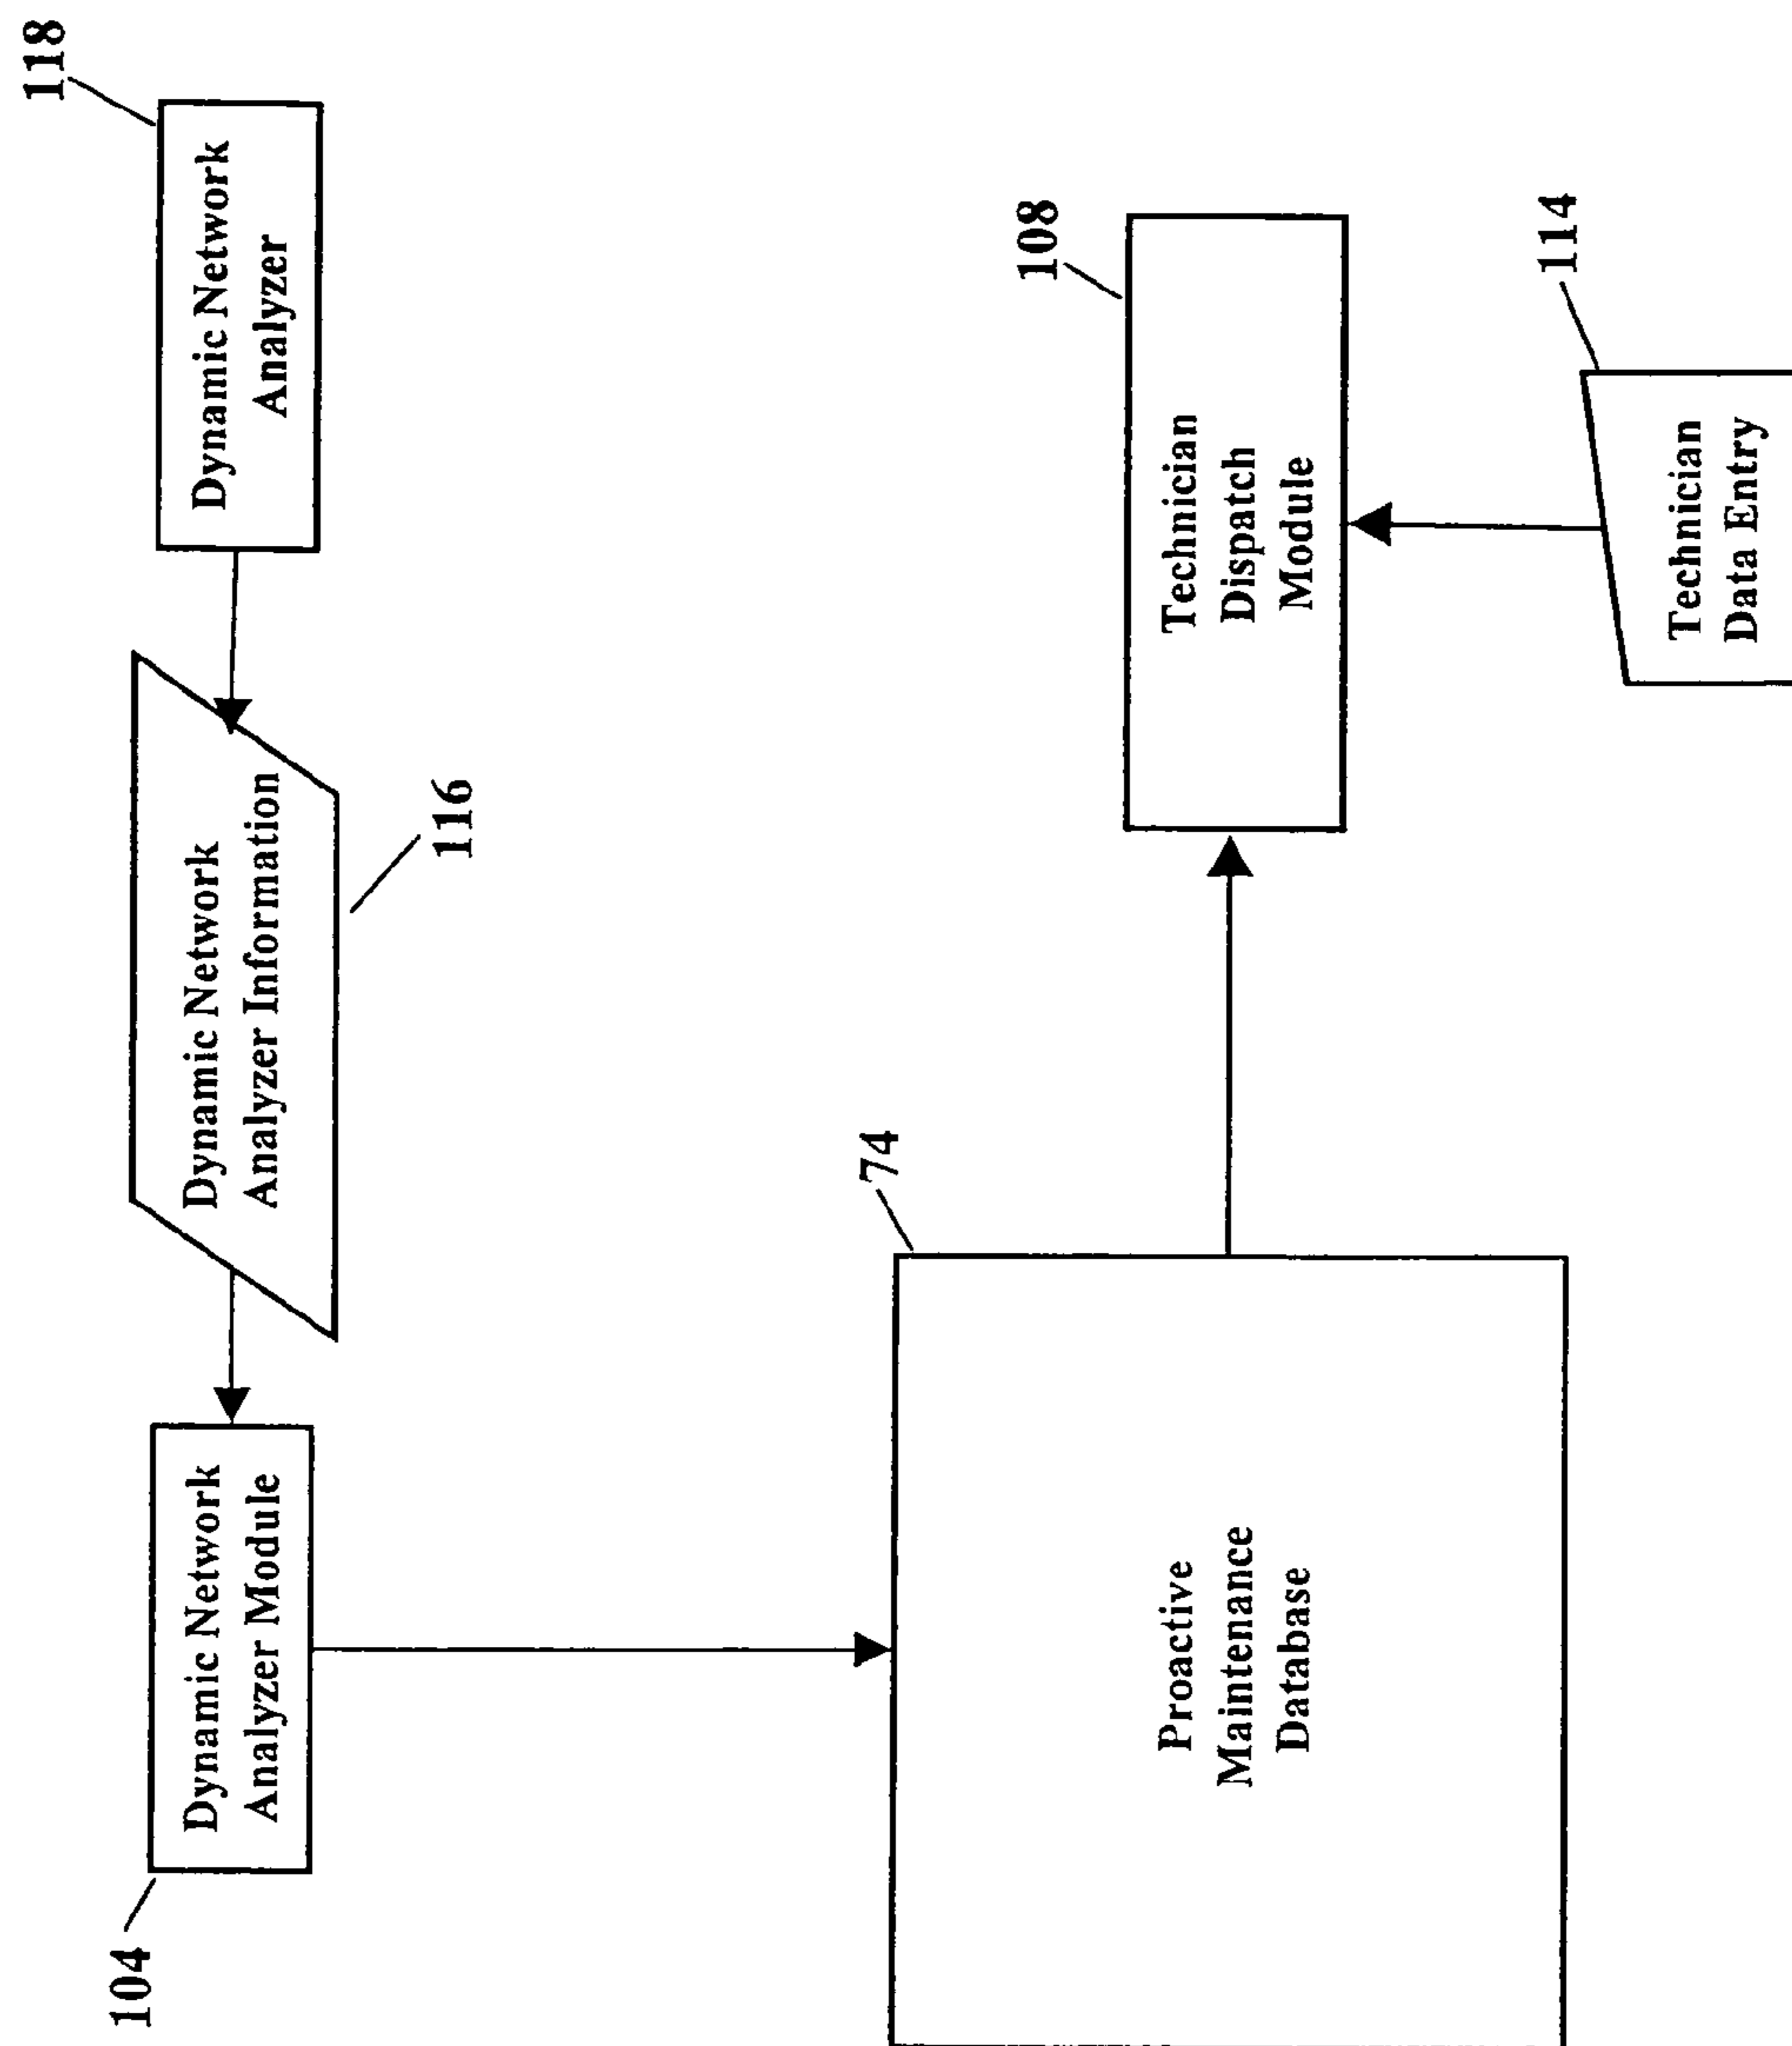 104
Dynamic Network
Analyzer Module
Dynamic Network
Analyzer Information
116
Dynamic Network
Analyzer
118
Proactive
Maintenance
Database
74
Technician
Dispatch
Module
108
Technician
Data Entry
114